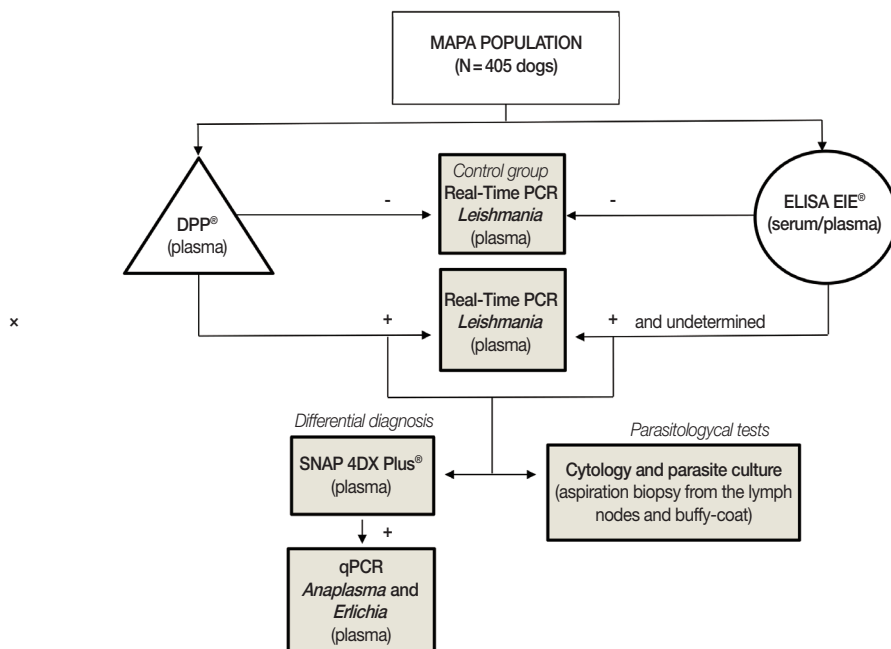 MAPA POPULATION
(N = 405 dogs)
Control group
Real-Time PCR
Leishmania
(plasma)
DPP®
(plasma)
-
-
ELISA EIE®
(serum/plasma)
Real-Time PCR
Leishmania
(plasma)
+
+ and undetermined
×
Differential diagnosis
SNAP 4DX Plus®
(plasma)
Parasitologycal tests
Cytology and parasite culture
(aspiration biopsy from the lymph
nodes and buffy-coat)
+
qPCR
Anaplasma and
Erlichia
(plasma)